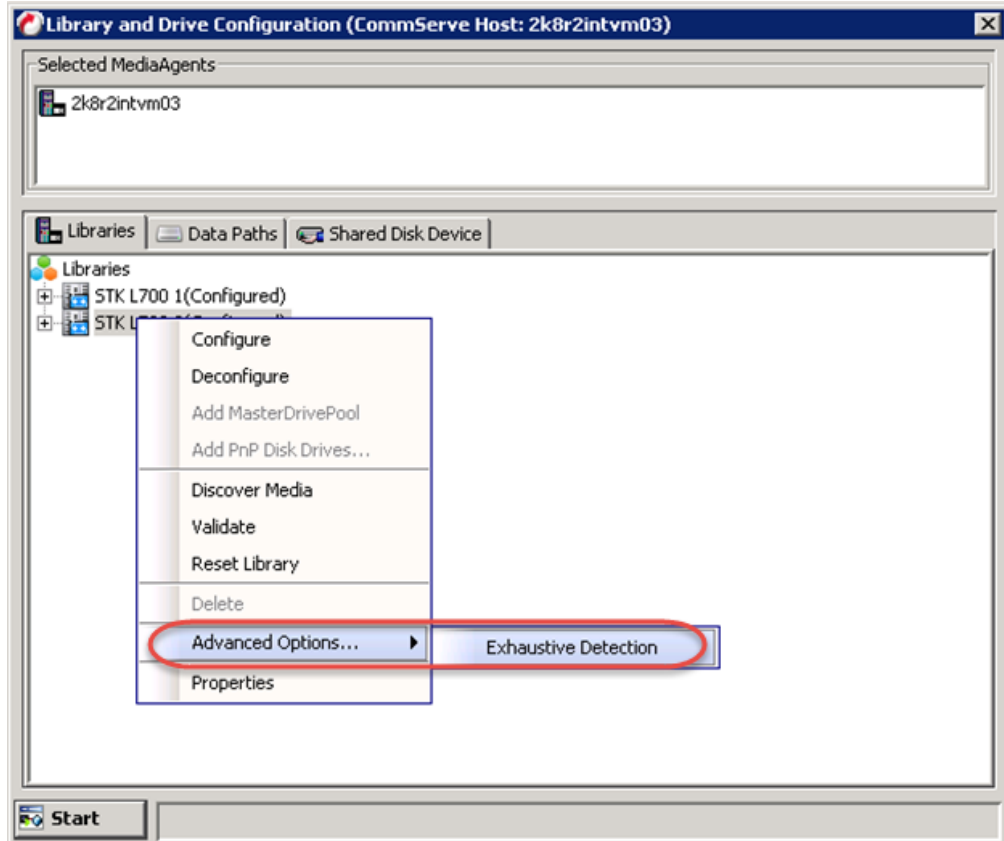 Library and Drive Configuration (CommServe Host: 2k8r2intvm03)
Selected MediaAgents
2k8r2intvm03
Libraries Data Paths Shared Disk Device
Libraries
STK L700 1(Configured)
STK
Configure
Deconfigure
Add MasterDrivePool
Add PnP Disk Drives...
Discover Media
Validate
Reset Library
Delete
Advanced Options... Exhaustive Detection
Properties
Start